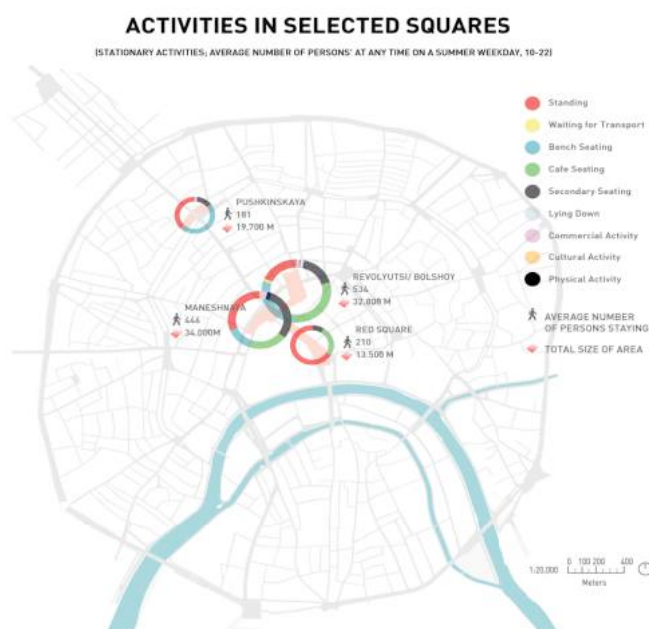 ACTIVITIES IN SELECTED SQUARES
(STATIONARY ACTIVITIES; AVERAGE NUMBER OF PERSONS' AT ANY TIME ON A SUMMER WEEKDAY, 10-22)
Standing
Waiting for Transport
Bench Seating
Cafe Seating
Secondary Seating
Lying Down
Commercial Activity
Cultural Activity
Physical Activity
AVERAGE NUMBER
OF PERSONS STAYING
TOTAL SIZE OF AREA
PUSHKINSKAYA
181
19,700 M
REVOLYUTSI/ BOLSHOY
534
32,800 M
MANESHNAYA
446
34,000M
RED SQUARE
210
13.500 M
1:20,000
0 100 200 400
Meters